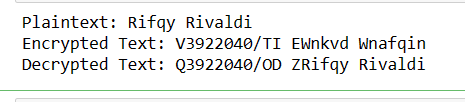 Plaintext: Rifqy Rivaldi
Encrypted Text: V3922040/TI EWnkvd Wnafqin
Decrypted Text: Q3922040/OD ZRifqy Rivaldi